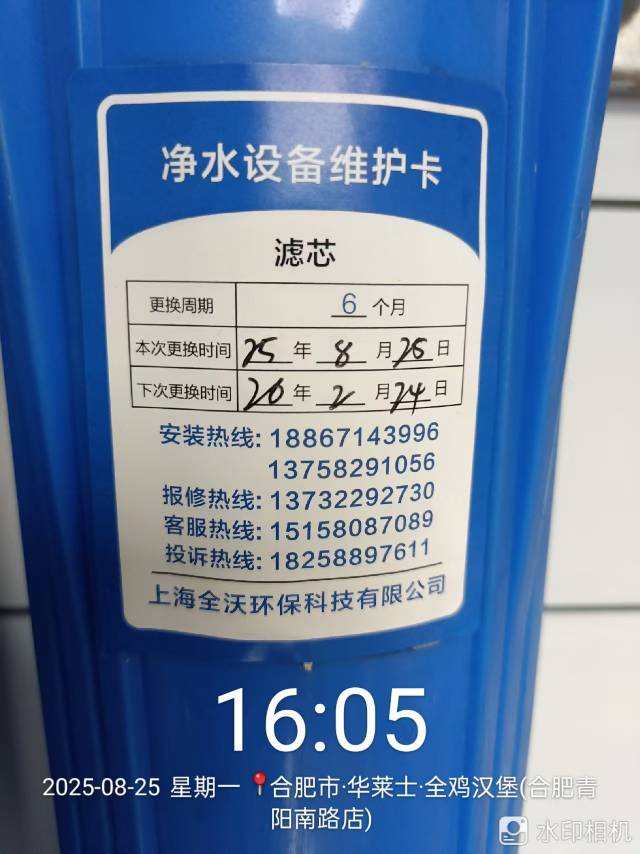 净水设备维护卡
滤芯
更换周期 6 个月
本次更换时间 25 年 8 月 25 日
下次更换时间 26 年 2 月 24 日
安装热线: 18867143996
13758291056
报修热线: 13732292730
客服热线: 15158087089
投诉热线: 18258897611
上海全沃环保科技有限公司
16:05
2025-08-25 星期一 📍合肥市·华莱士·全鸡汉堡(合肥青
阳南路店)
水印相机